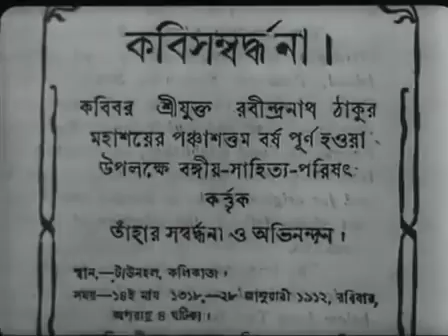 কবিসম্বর্দ্ধনা।
কবিবর শ্রীযুক্ত রবীন্দ্রনাথ ঠাকুর
মহাশয়ের পঞ্চাশত্তম বর্ষ পূর্ণ হওয়া
উপলক্ষে বঙ্গীয়-সাহিত্য-পরিষৎ
কর্ত্তৃক
তাঁহার সম্বর্দ্ধনা ও অভিনন্দন।
স্থান,—টাউনহল, কলিকাতা।
সময়—১৪ই মাঘ ১৩১৮,—২৮ জানুয়ারী ১৯১২, রবিবার,
অপরাহ্ণ ৪ ঘটিকা।